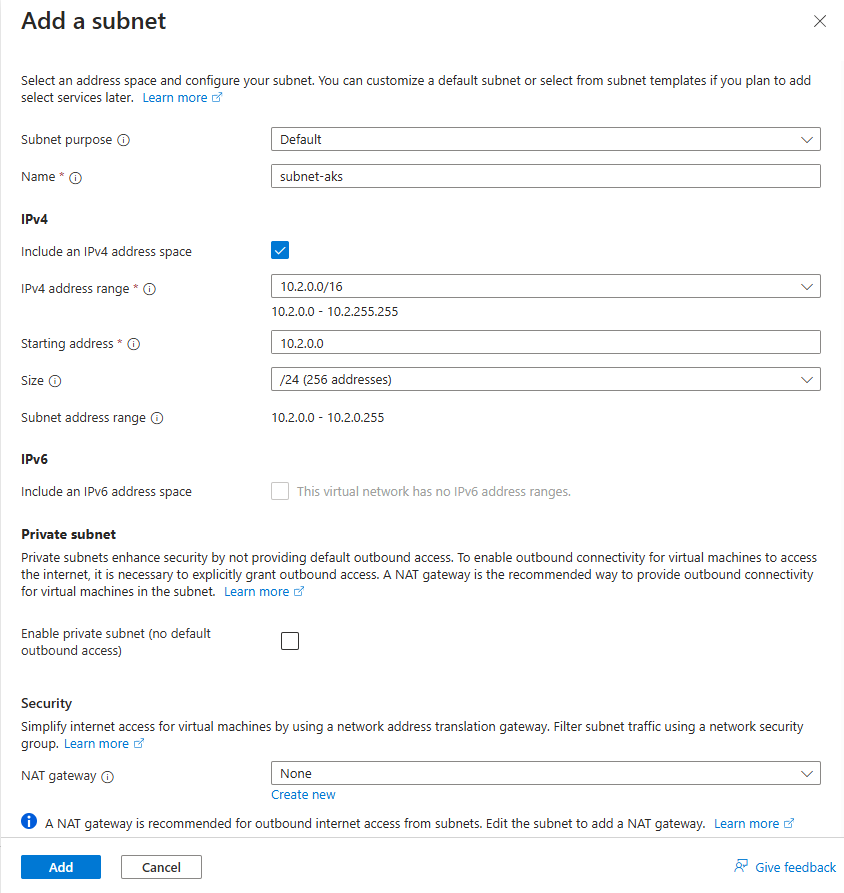 Add a subnet
Select an address space and configure your subnet. You can customize a default subnet or select from subnet templates if you plan to add
select services later. Learn more
Subnet purpose
Default
Name *
subnet-aks
IPv4
Include an IPv4 address space
IPv4 address range *
10.2.0.0/16
10.2.0.0 - 10.2.255.255
Starting address *
10.2.0.0
Size
/24 (256 addresses)
Subnet address range
10.2.0.0 - 10.2.0.255
IPv6
Include an IPv6 address space
This virtual network has no IPv6 address ranges.
Private subnet
Private subnets enhance security by not providing default outbound access. To enable outbound connectivity for virtual machines to access
the internet, it is necessary to explicitly grant outbound access. A NAT gateway is the recommended way to provide outbound connectivity
for virtual machines in the subnet. Learn more
Enable private subnet (no default
outbound access)
Security
Simplify internet access for virtual machines by using a network address translation gateway. Filter subnet traffic using a network security
group. Learn more
NAT gateway
None
Create new
A NAT gateway is recommended for outbound internet access from subnets. Edit the subnet to add a NAT gateway. Learn more
Add
Cancel
Give feedback